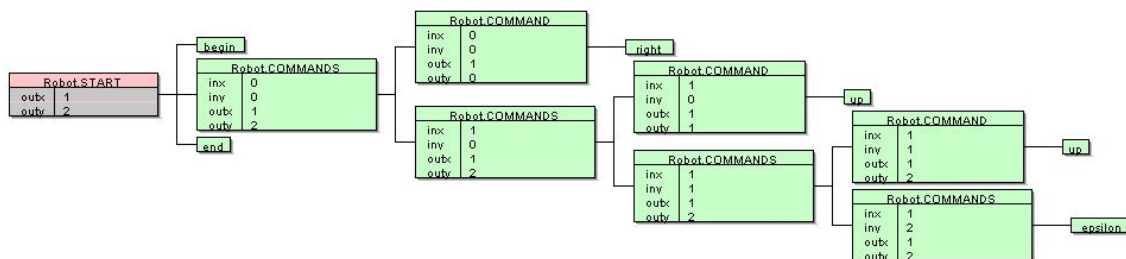 Robot.START
outx 1
outy 2
begin
Robot.COMMANDS
inx 0
iny 0
outx 1
outy 2
end
Robot.COMMAND
inx 0
iny 0
outx 1
outy 0
right
Robot.COMMANDS
inx 1
iny 0
outx 1
outy 2
Robot.COMMAND
inx 1
iny 0
outx 1
outy 1
up
Robot.COMMANDS
inx 1
iny 1
outx 1
outy 2
Robot.COMMAND
inx 1
iny 1
outx 1
outy 2
up
Robot.COMMANDS
inx 1
iny 2
outx 1
outy 2
epsilon